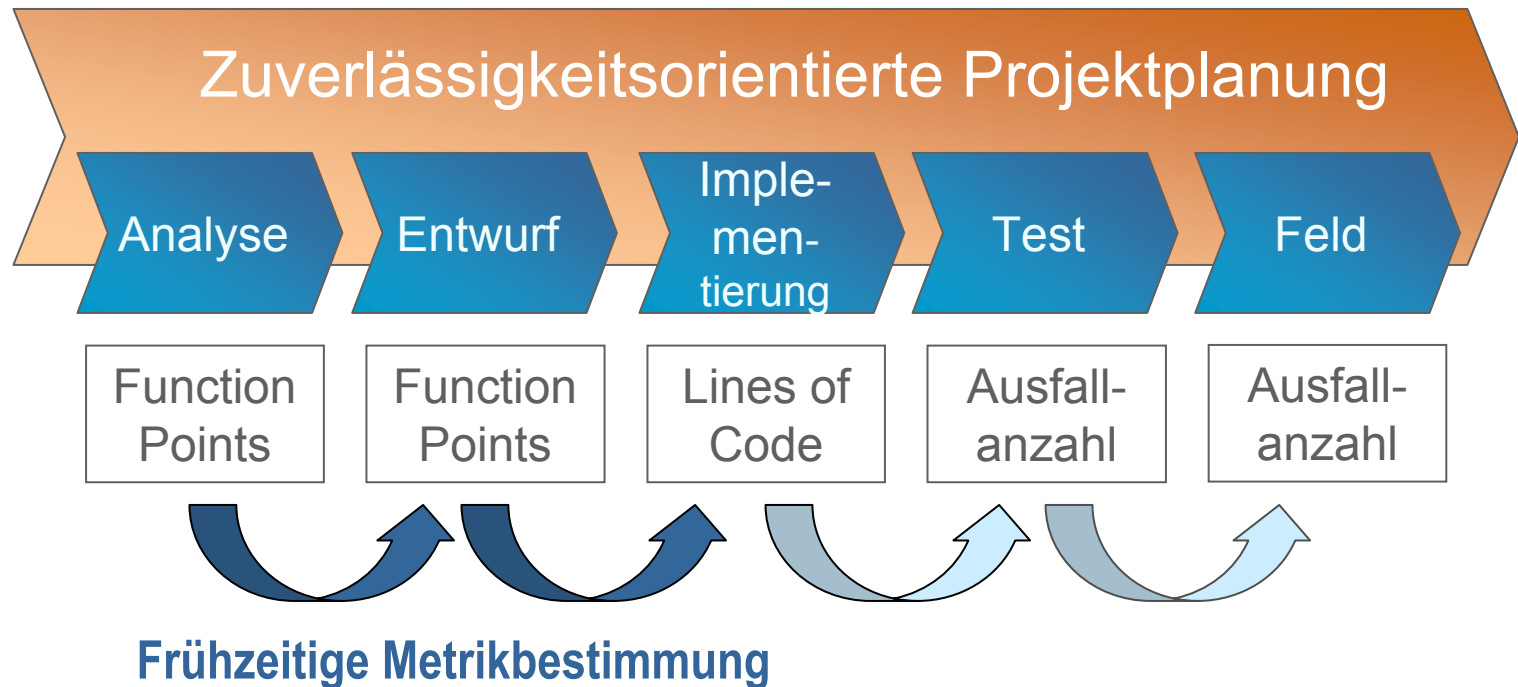 Zuverlässigkeitsorientierte Projektplanung
Analyse
Entwurf
Imple-
men-
tierung
Test
Feld
Function
Points
Function
Points
Lines of
Code
Ausfall-
anzahl
Ausfall-
anzahl
Frühzeitige Metrikbestimmung